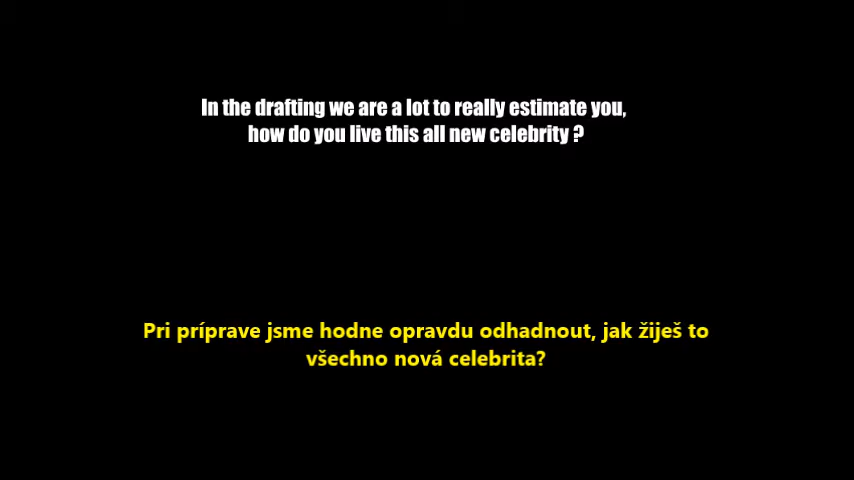 In the drafting we are a lot to really estimate you,
how do you live this all new celebrity ?
Pri príprave jsme hodne opravdu odhadnout, jak žiješ to
všechno nová celebrita?